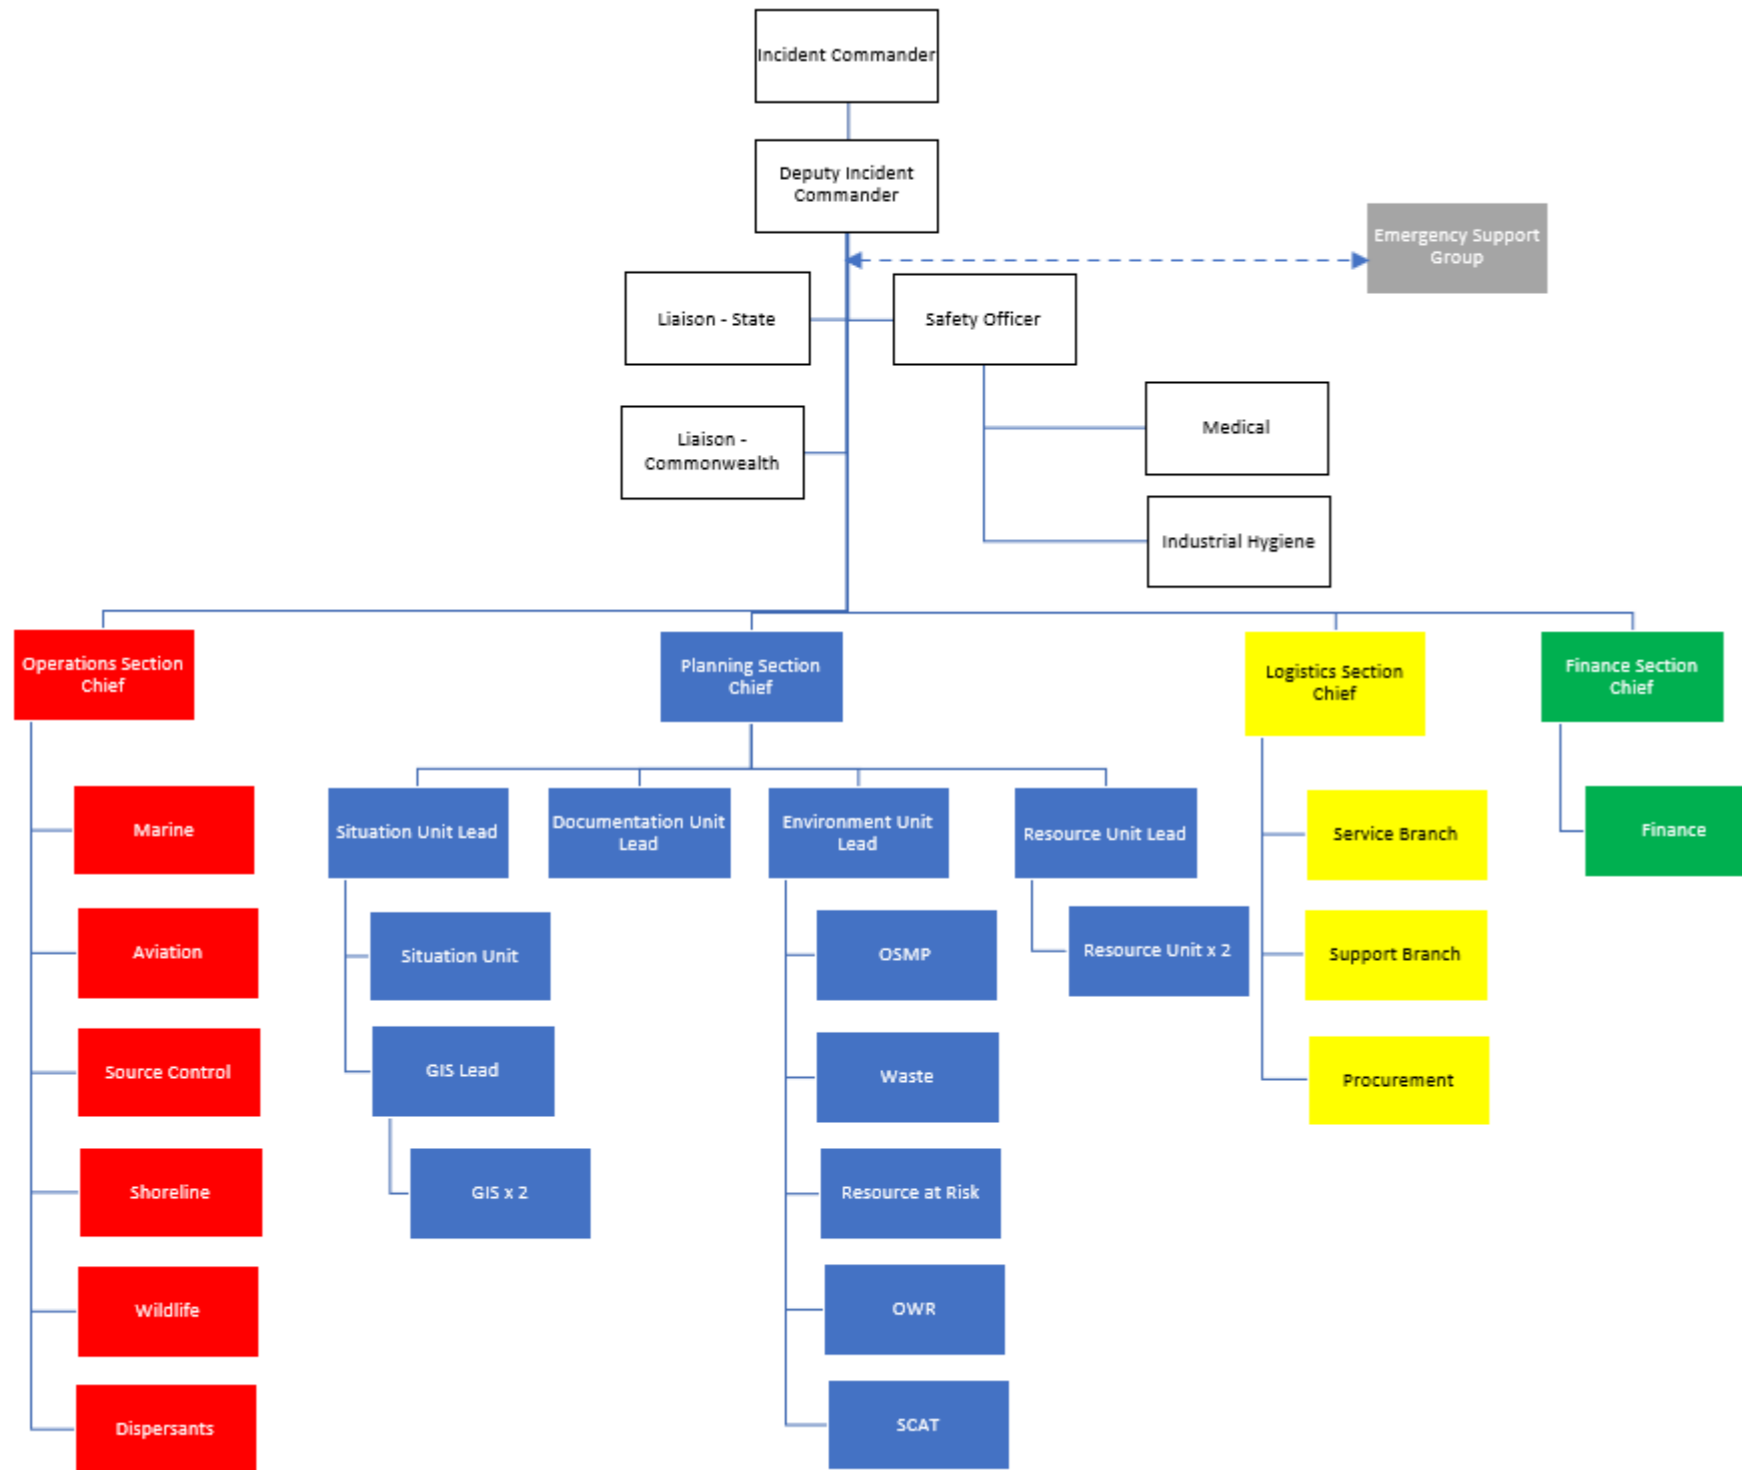 Incident Commander
Deputy Incident
Commander
Emergency Support
Group
Liaison - State
Safety Officer
Liaison -
Commonwealth
Medical
Industrial Hygiene
Operations Section
Chief
Planning Section
Chief
Logistics Section
Chief
Finance Section
Chief
Marine
Aviation
Source Control
Shoreline
Wildlife
Dispersants
Situation Unit Lead
Situation Unit
GIS Lead
GIS x 2
Documentation Unit
Lead
Environment Unit
Lead
OSMP
Waste
Resource at Risk
OWR
SCAT
Resource Unit Lead
Resource Unit x 2
Service Branch
Support Branch
Procurement
Finance